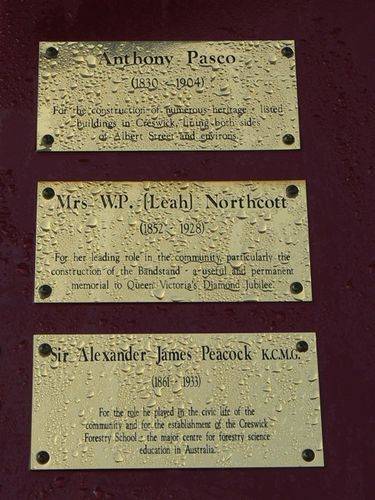 Anthony Pasco
(1830 - 1904)
For the construction of numerous heritage - listed
buildings in Creswick, lining both sides
of Albert Street and environs.
Mrs W.P. (Leah) Northcott
(1852 - 1928)
For her leading role in the community, particularly the
construction of the Bandstand - a useful and permanent
memorial to Queen Victoria's Diamond Jubilee.
Sir Alexander James Peacock K.C.M.G.
(1861 - 1933)
For the role he played in the civic life of the
community and for the establishment of the Creswick
Forestry School - the major centre for forestry science
education in Australia.